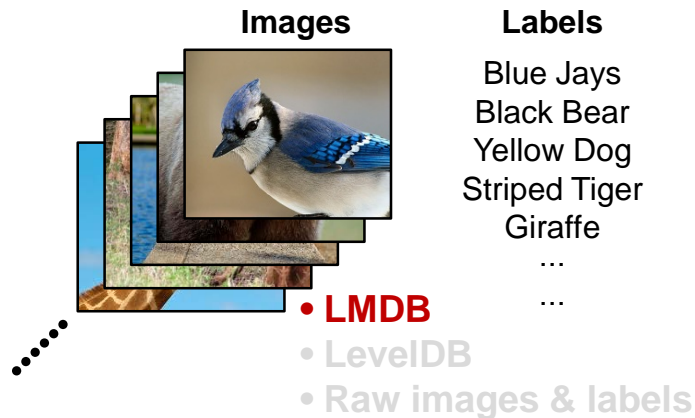 Images
Labels
Blue Jays
Black Bear
Yellow Dog
Striped Tiger
Giraffe
...
...
• LMDB
• LevelDB
• Raw images & labels